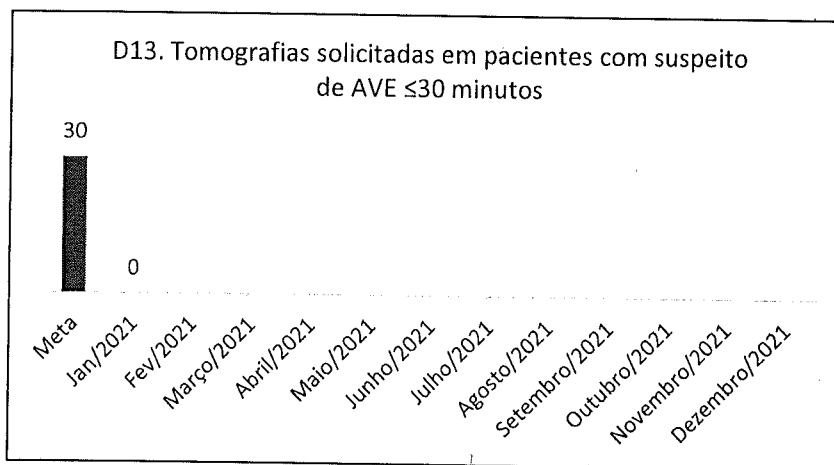 D13. Tomografias solicitadas em pacientes com suspeito
de AVE ≤30 minutos
30
0
Meta
Jan/2021
Fev/2021
Março/2021
Abril/2021
Maio/2021
Junho/2021
Julho/2021
Agosto/2021
Setembro/2021
Outubro/2021
Novembro/2021
Dezembro/2021